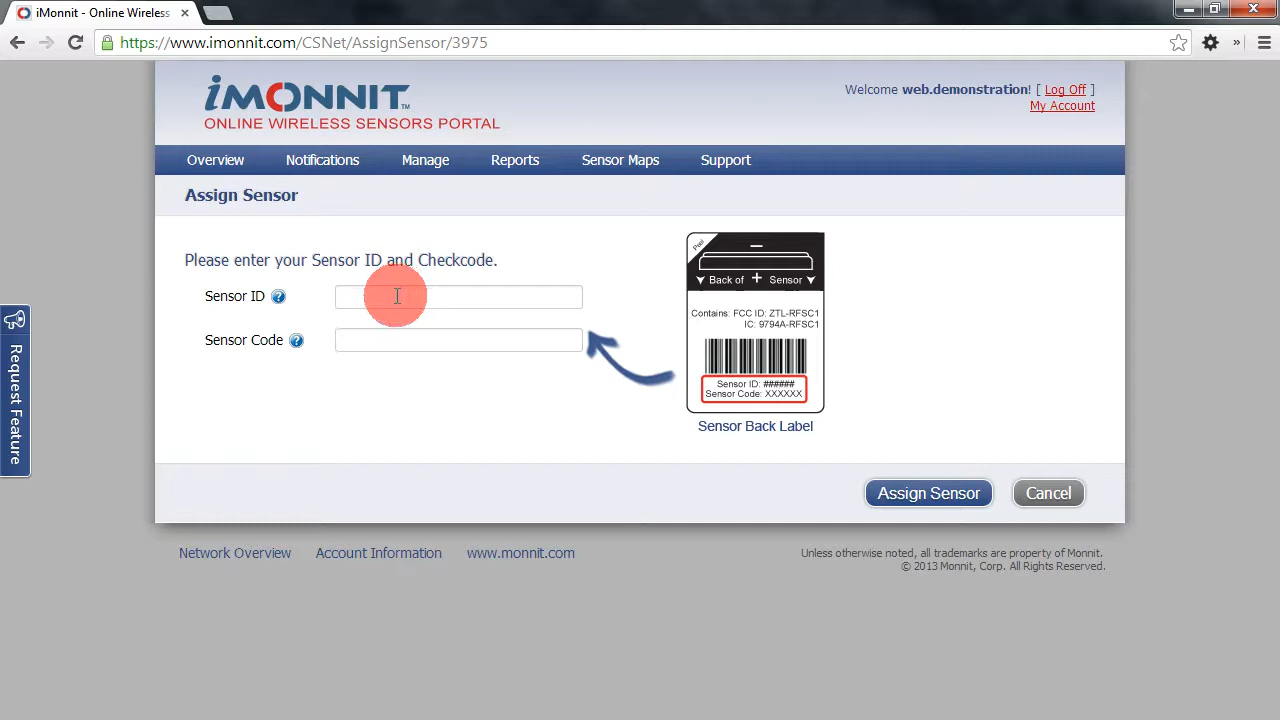 iMonnit - Online Wireless
https://www.imonnit.com/CSNet/AssignSensor/3975
iMONNIT™
ONLINE WIRELESS SENSORS PORTAL
Welcome web.demonstration! [ Log Off ]
My Account
Overview Notifications Manage Reports Sensor Maps Support
Assign Sensor
Please enter your Sensor ID and Checkcode.
Sensor ID ?
Sensor Code ?
Peel
Back of + Sensor
Contains: FCC ID: ZTL-RFSC1
IC: 9794A-RFSC1
Sensor ID: ######
Sensor Code: XXXXXX
Sensor Back Label
Request Feature
Assign Sensor Cancel
Network Overview Account Information www.monnit.com
Unless otherwise noted, all trademarks are property of Monnit.
© 2013 Monnit, Corp. All Rights Reserved.